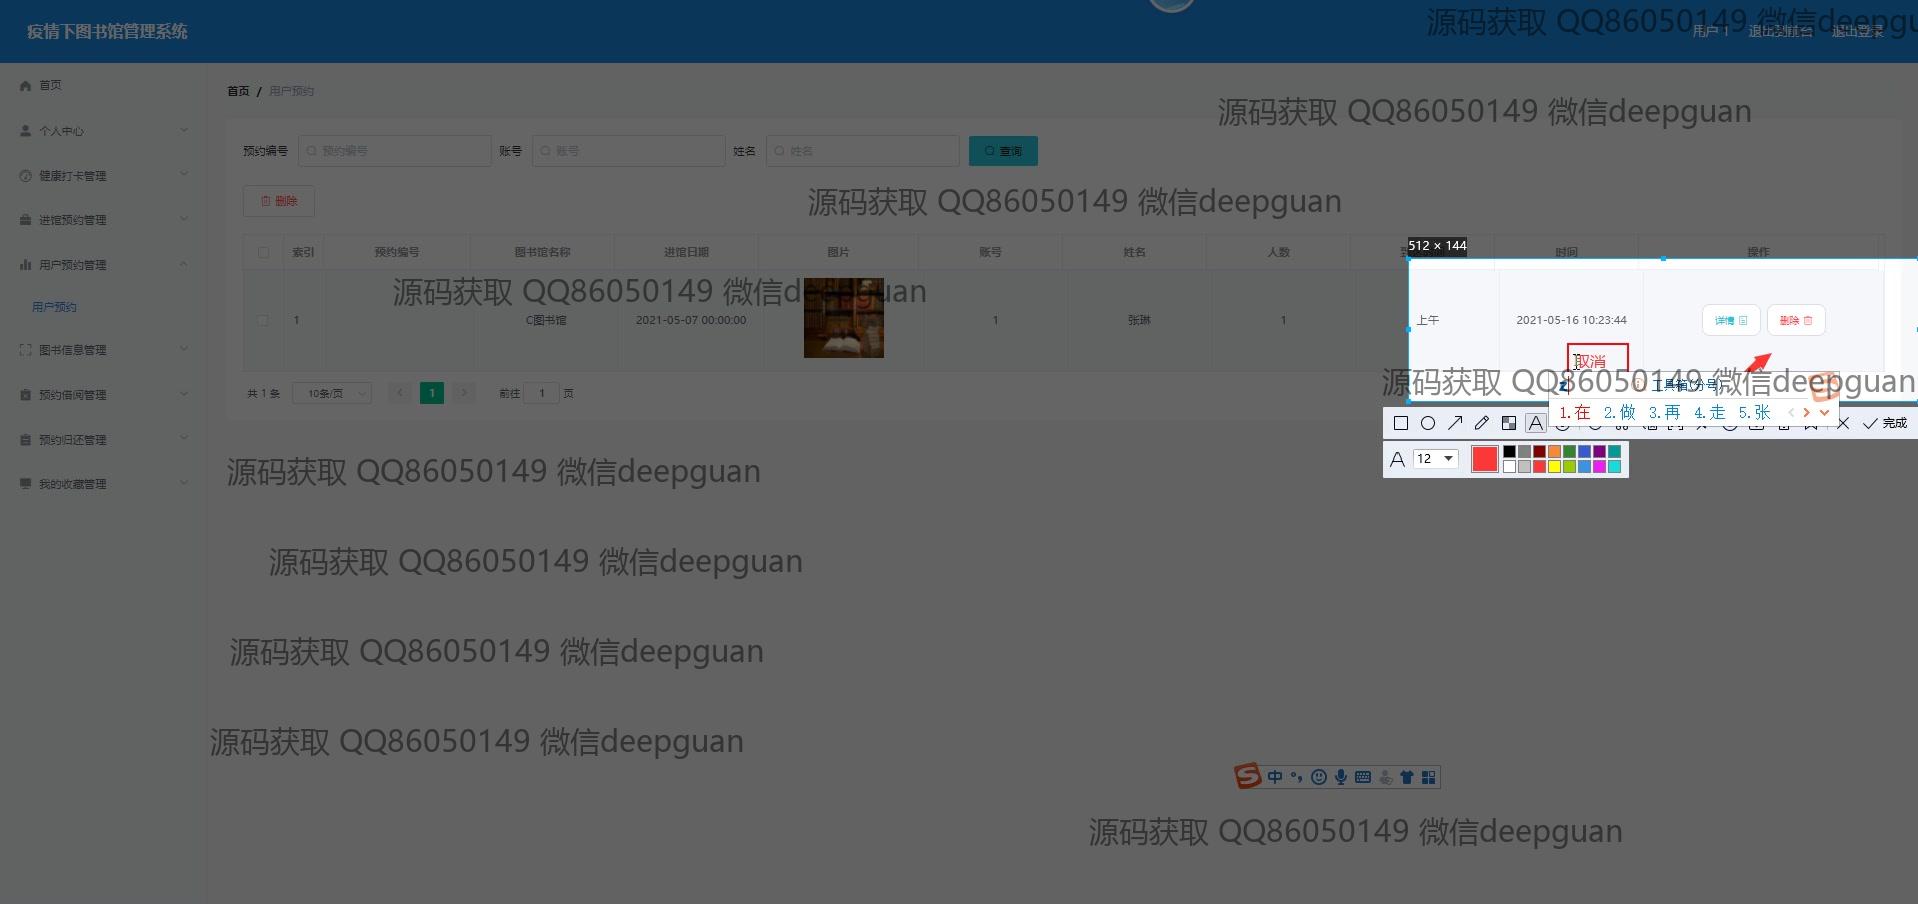 疫情下图书馆管理系统
源码获取 QQ86050149 微信deepgu
用户 1 退出到前台 退出登录
首页
首页 / 用户预约
源码获取 QQ86050149 微信deepguan
个人中心
预约编号 预约编号 账号 账号 姓名 姓名 查询
健康打卡管理
删除
源码获取 QQ86050149 微信deepguan
进馆预约管理
512 × 144
索引 预约编号 图书馆名称 进馆日期 图片 账号 姓名 人数 时间 操作
用户预约管理
源码获取 QQ86050149 微信deepguan
用户预约
1 C图书馆 2021-05-07 00:00:00 1 张琳 1 上午 2021-05-16 10:23:44 详情 删除
图书信息管理
取消
源码获取 QQ86050149 微信deepguan
z 工具箱(分号)
共 1 条 10条/页 1 前往 1 页
预约借阅管理
1.在 2.做 3.再 4.走 5.张
A 完成
预约归还管理
A 12
源码获取 QQ86050149 微信deepguan
我的收藏管理
源码获取 QQ86050149 微信deepguan
源码获取 QQ86050149 微信deepguan
源码获取 QQ86050149 微信deepguan
中
源码获取 QQ86050149 微信deepguan